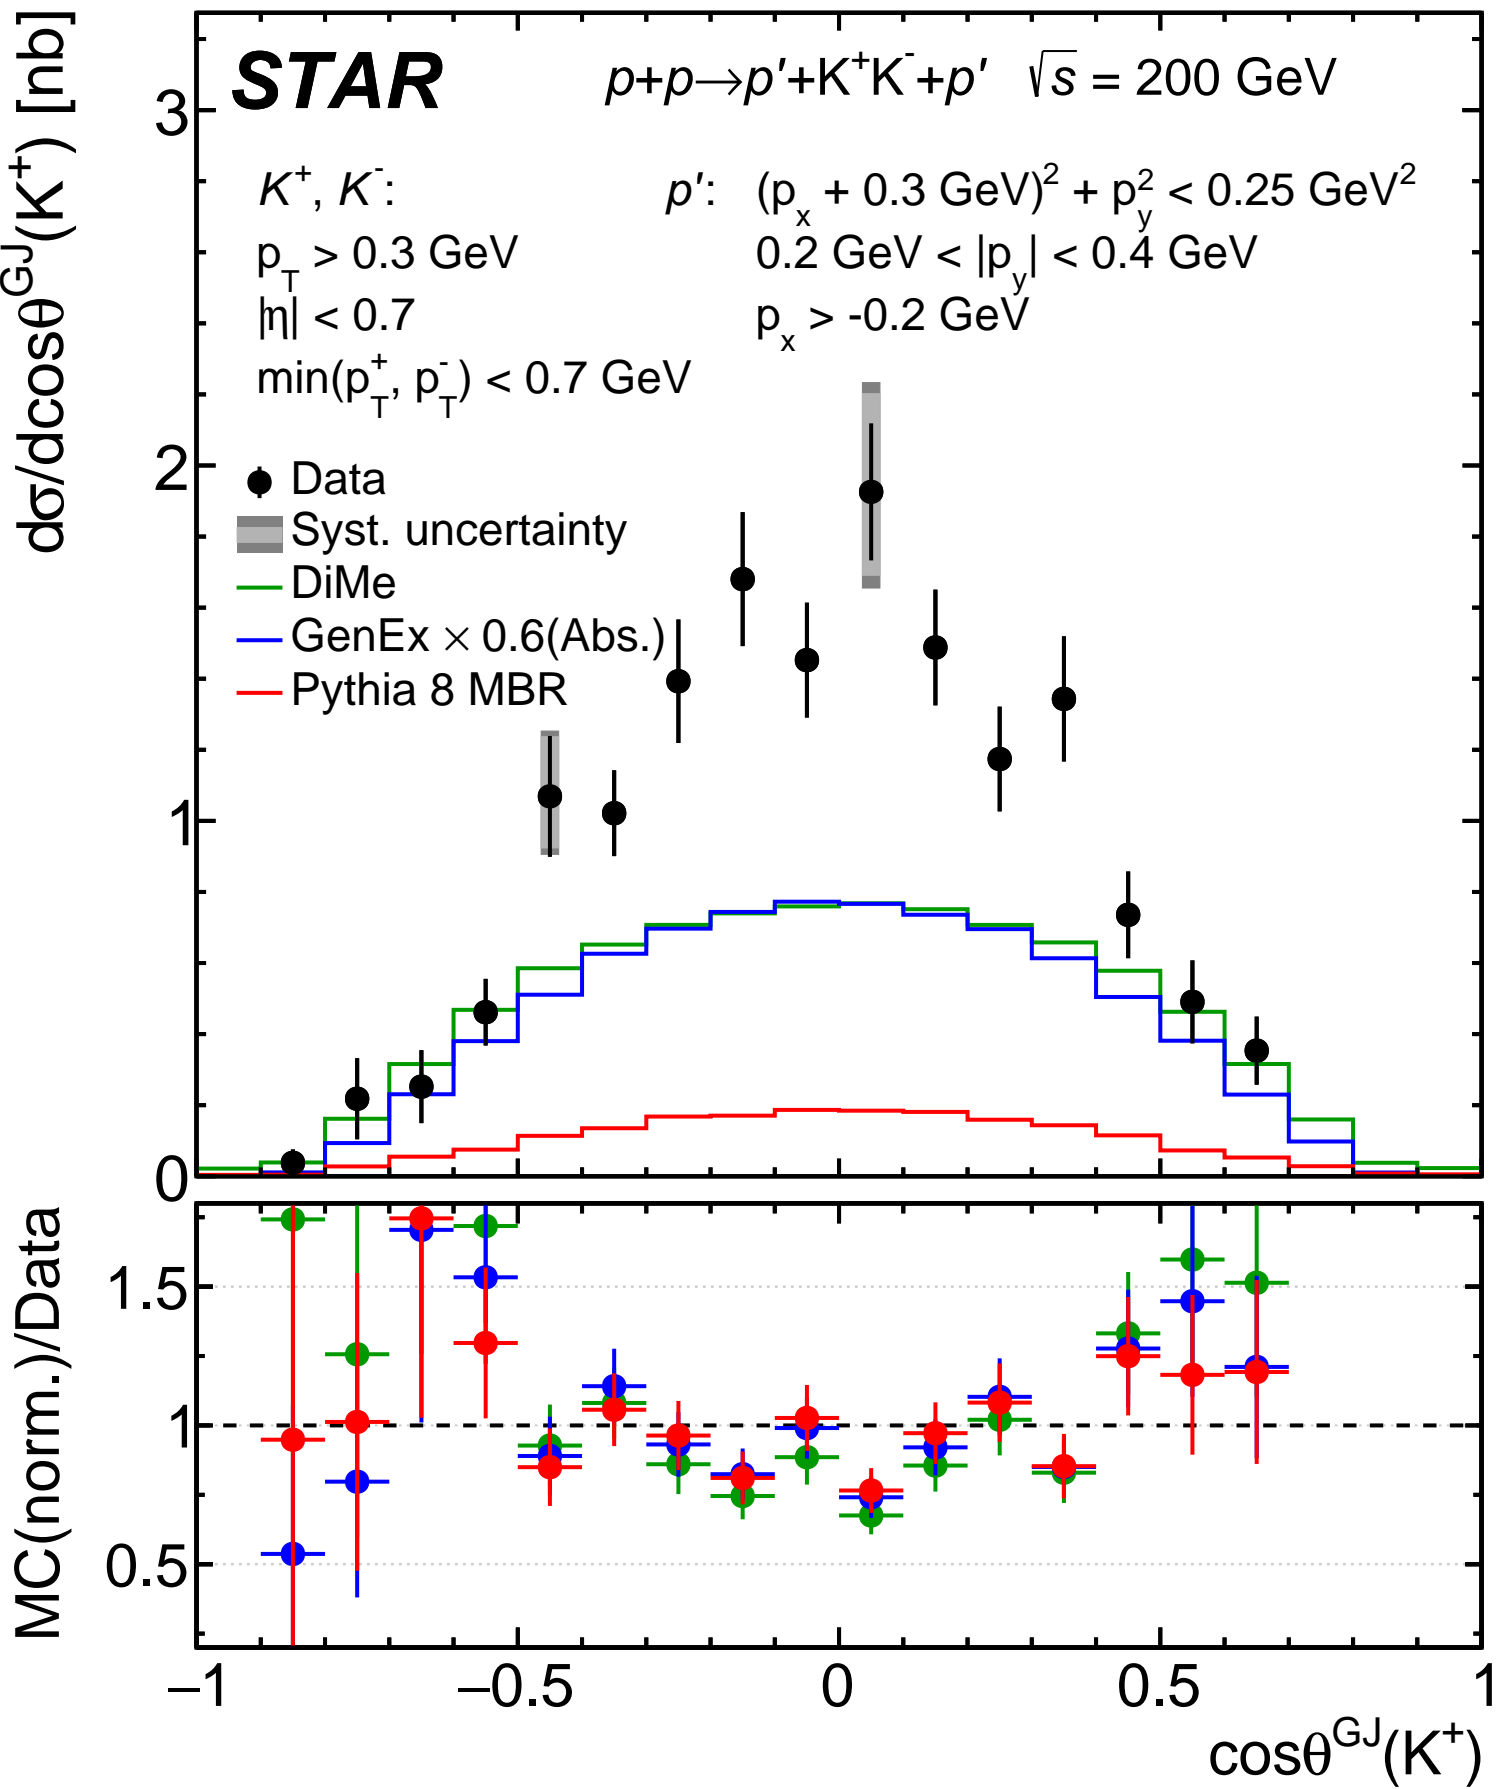 dσ/dcosθ^GJ(K⁺) [nb]
STAR
p+p→p′+K⁺K⁻+p′ √s = 200 GeV
K⁺, K⁻:
p_T > 0.3 GeV
|η| < 0.7
min(p_T⁺, p_T⁻) < 0.7 GeV
p′: (p_x + 0.3 GeV)² + p_y² < 0.25 GeV²
0.2 GeV < |p_y| < 0.4 GeV
p_x > -0.2 GeV
Data
Syst. uncertainty
DiMe
GenEx × 0.6(Abs.)
Pythia 8 MBR
3
2
1
0
MC(norm.)/Data
1.5
1
0.5
−1
−0.5
0
0.5
1
cosθ^GJ(K⁺)